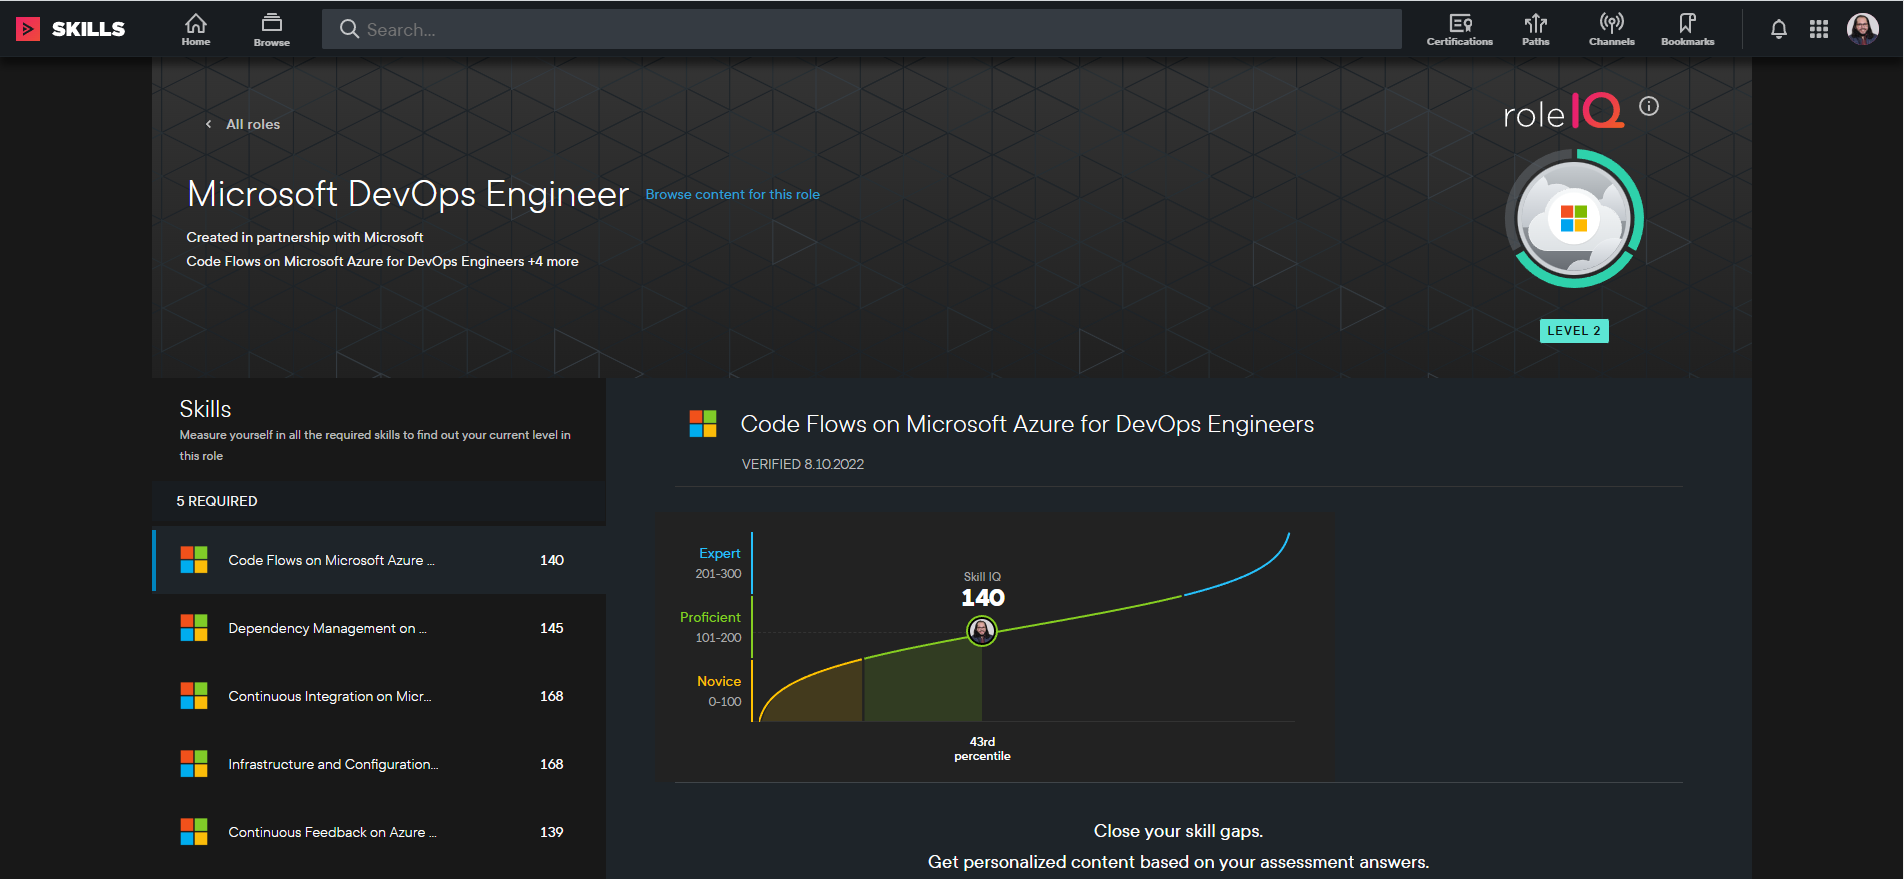 SKILLS
Home
Browse
Search...
Certifications
Paths
Channels
Bookmarks
All roles
Microsoft DevOps Engineer
Browse content for this role
Created in partnership with Microsoft
Code Flows on Microsoft Azure for DevOps Engineers +4 more
role IQ
LEVEL 2
Skills
Measure yourself in all the required skills to find out your current level in
this role
5 REQUIRED
Code Flows on Microsoft Azure ... 140
Dependency Management on ... 145
Continuous Integration on Micr... 168
Infrastructure and Configuration... 168
Continuous Feedback on Azure ... 139
Code Flows on Microsoft Azure for DevOps Engineers
VERIFIED 8.10.2022
Expert
201-300
Proficient
101-200
Novice
0-100
Skill IQ
140
43rd
percentile
Close your skill gaps.
Get personalized content based on your assessment answers.